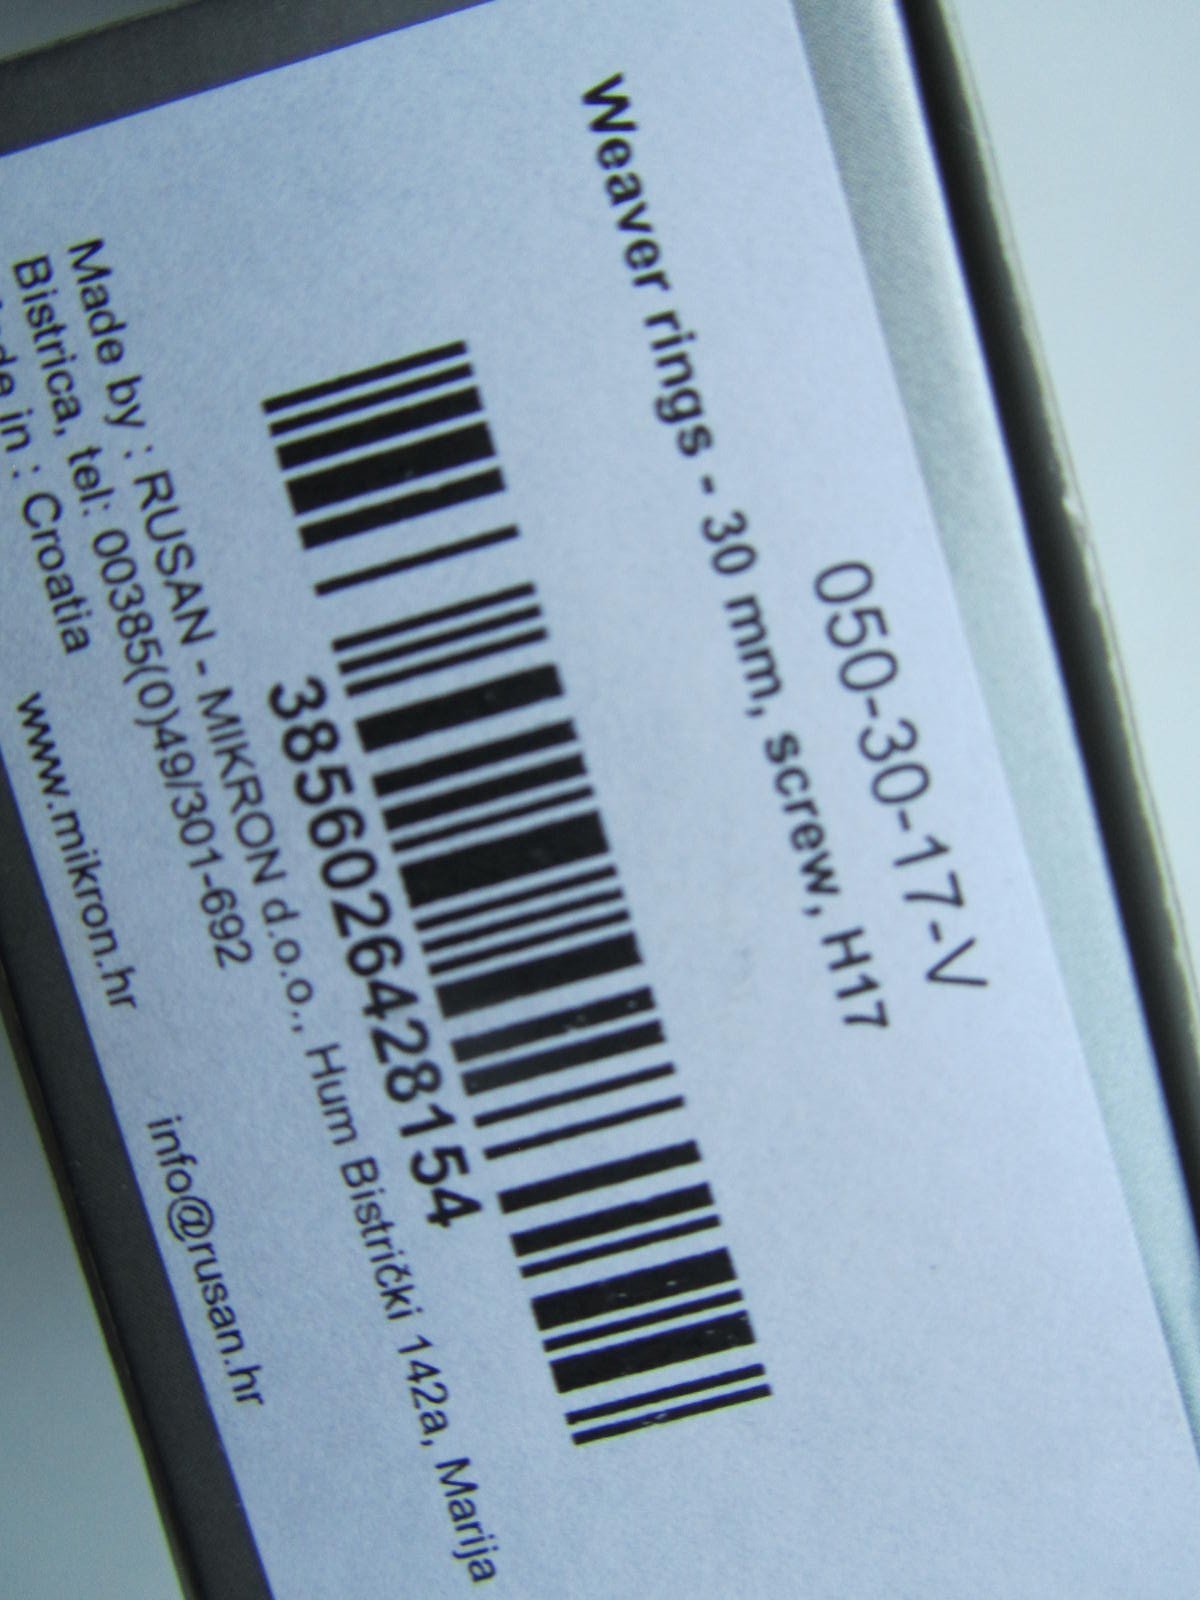 050-30-17-V
Weaver rings - 30 mm, screw, H17
3856026428154
Made by : RUSAN - MIKRON d.o.o., Hum Bistrički 142a, Marija
Bistrica, tel: 00385(0)49/301-692
in : Croatia www.mikron.hr info@rusan.hr